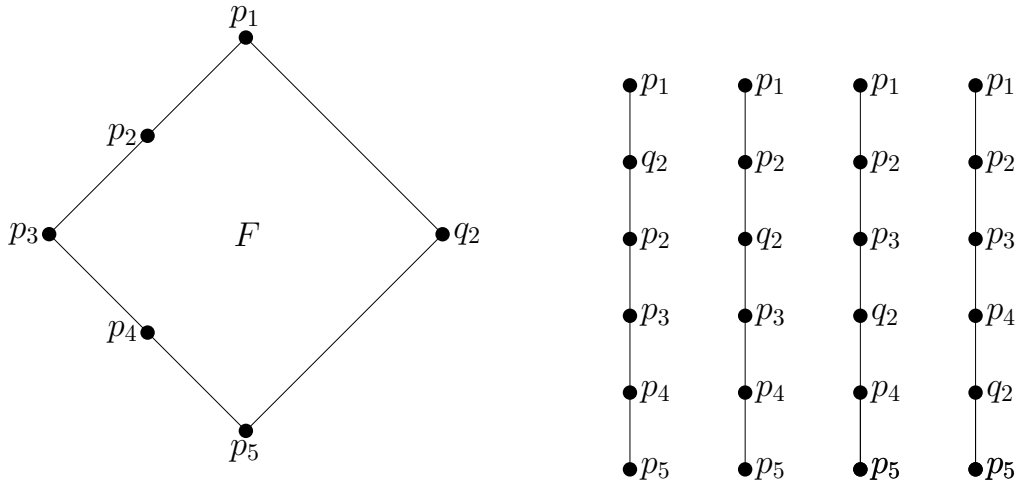 p₁
p₂
p₃ F q₂
p₄
p₅
p₁ p₁ p₁ p₁
q₂ p₂ p₂ p₂
p₂ q₂ p₃ p₃
p₃ p₃ q₂ p₄
p₄ p₄ p₄ q₂
p₅ p₅ p₅ p₅